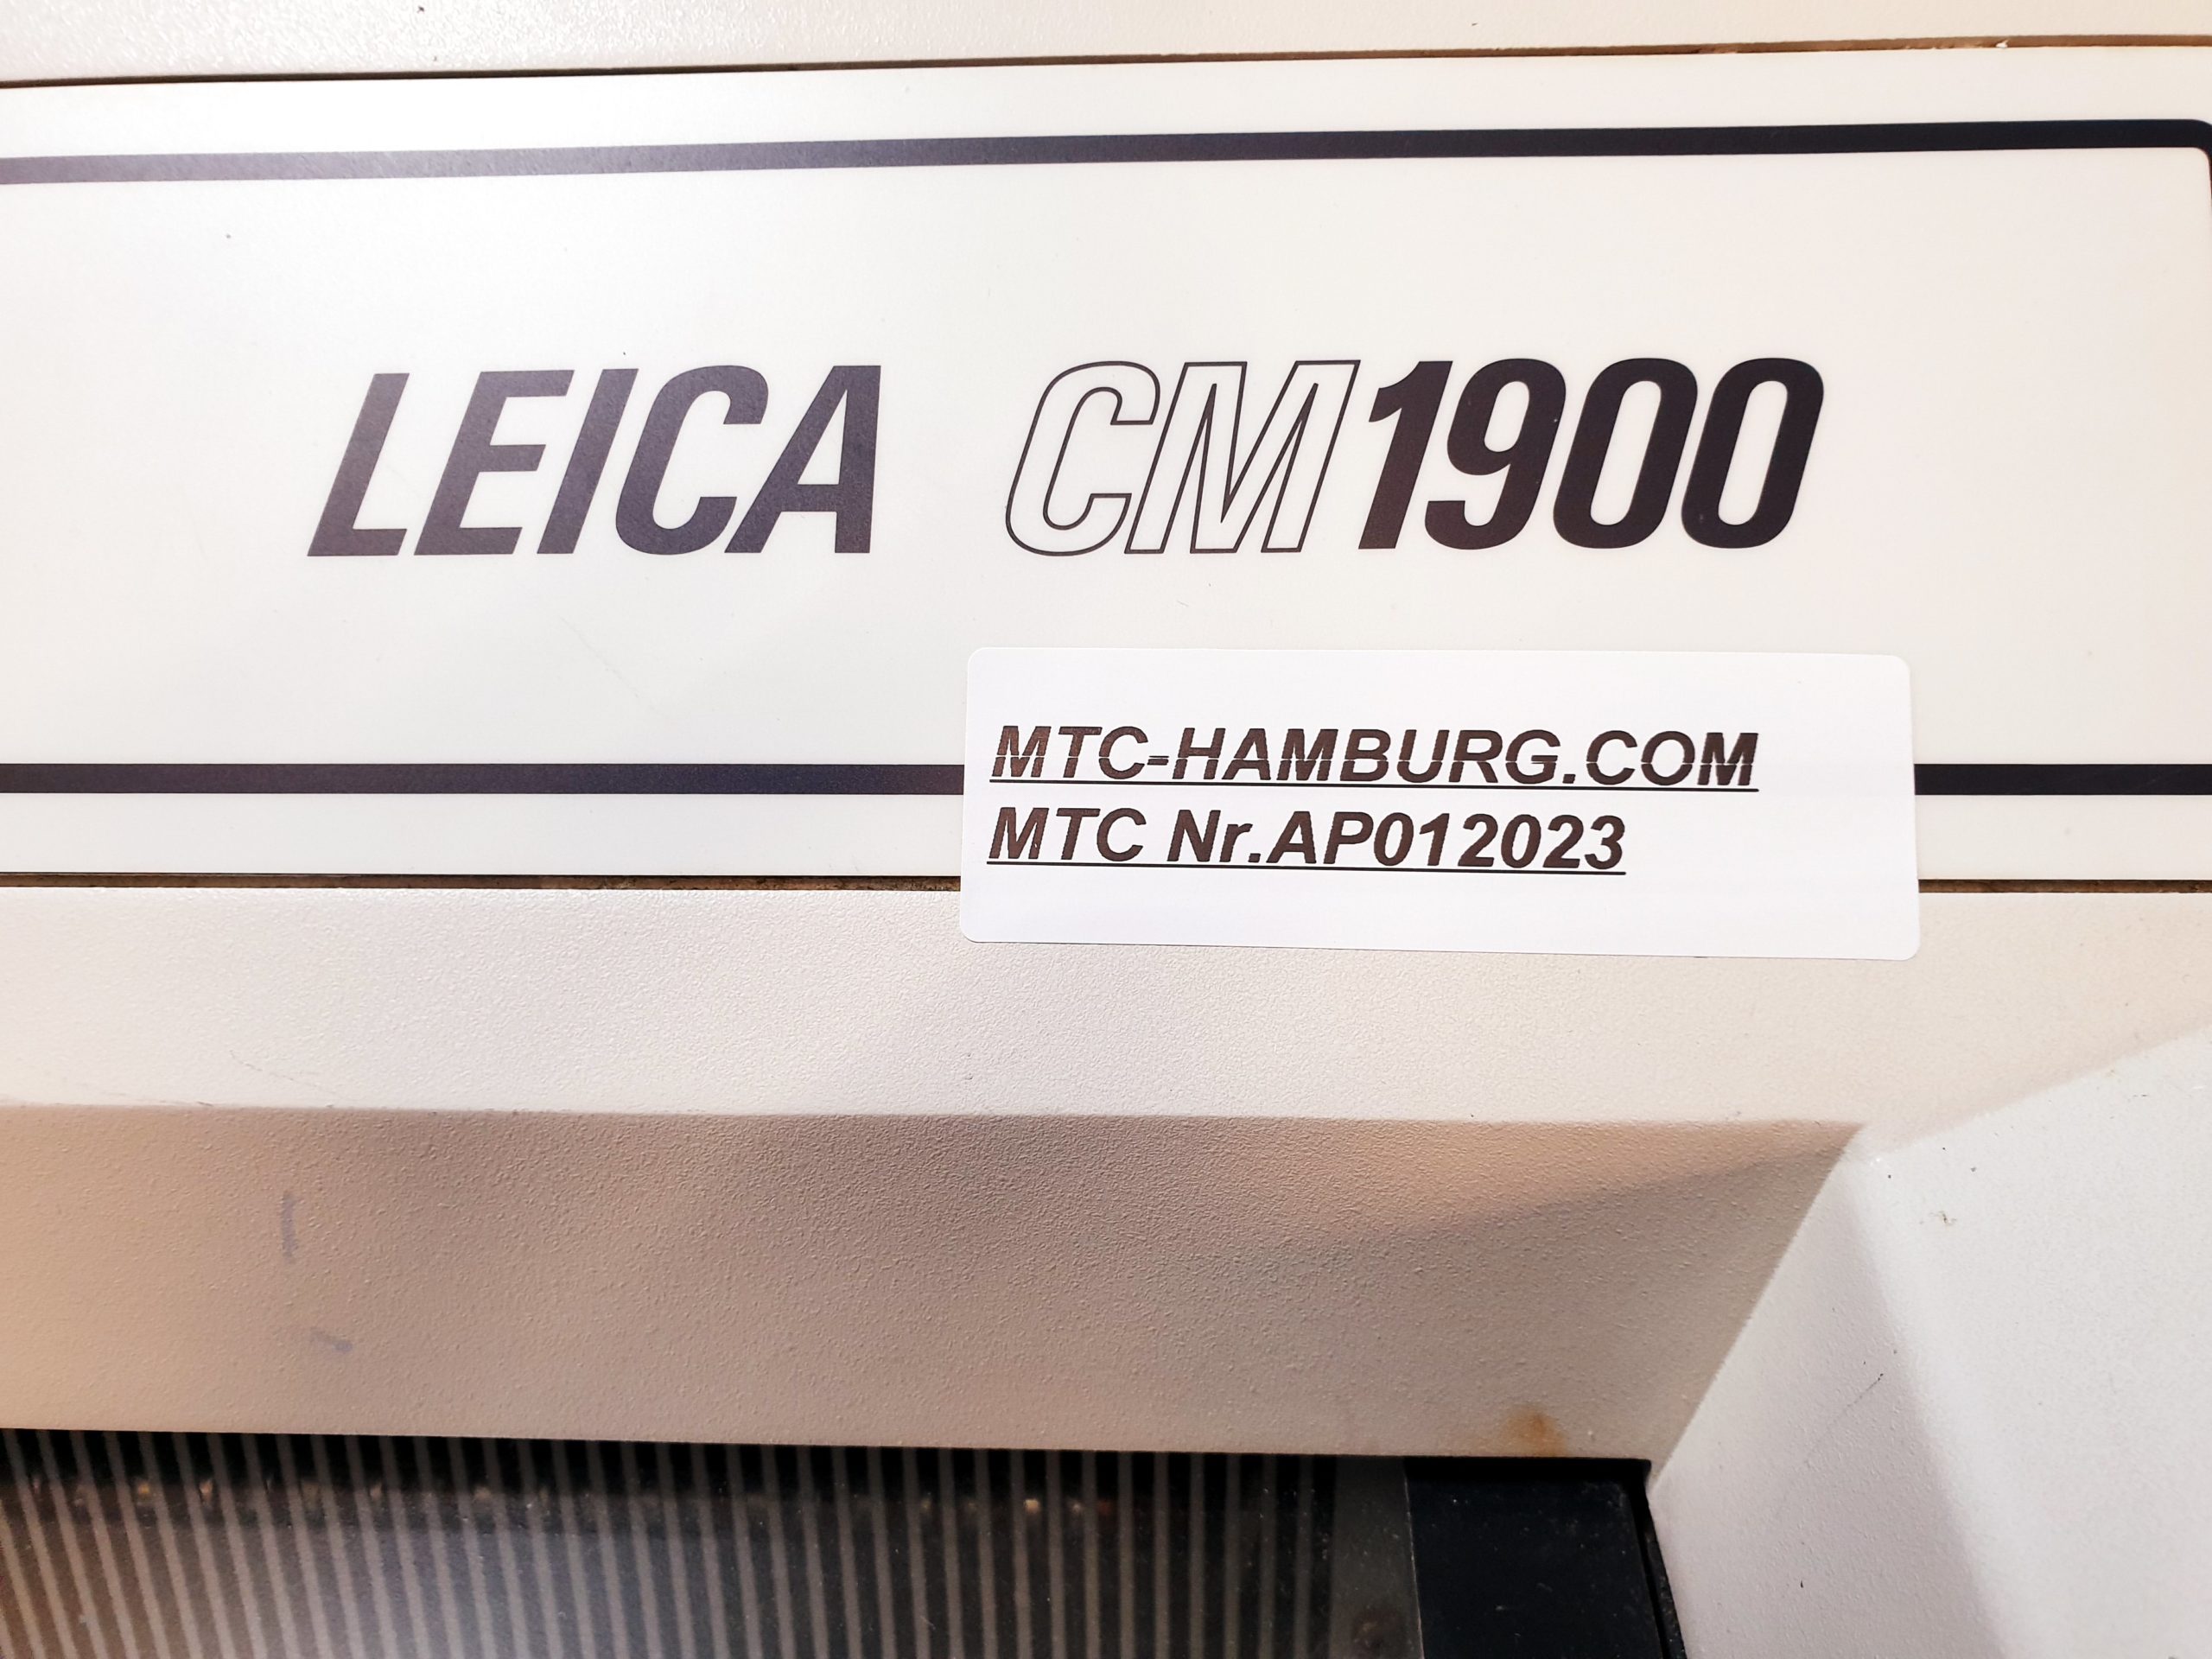 LEICA CM1900
MTC-HAMBURG.COM
MTC Nr.AP012023